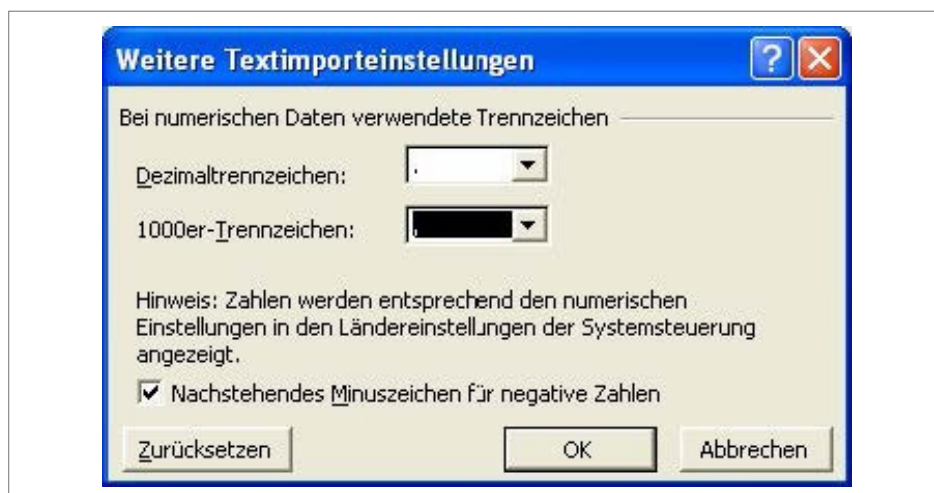 Weitere Textimporteinstellungen
Bei numerischen Daten verwendete Trennzeichen
Dezimaltrennzeichen: .
1000er-Trennzeichen: ,
Hinweis: Zahlen werden entsprechend den numerischen
Einstellungen in den Ländereinstellungen der Systemsteuerung
angezeigt.
Nachstehendes Minuszeichen für negative Zahlen
Zurücksetzen OK Abbrechen